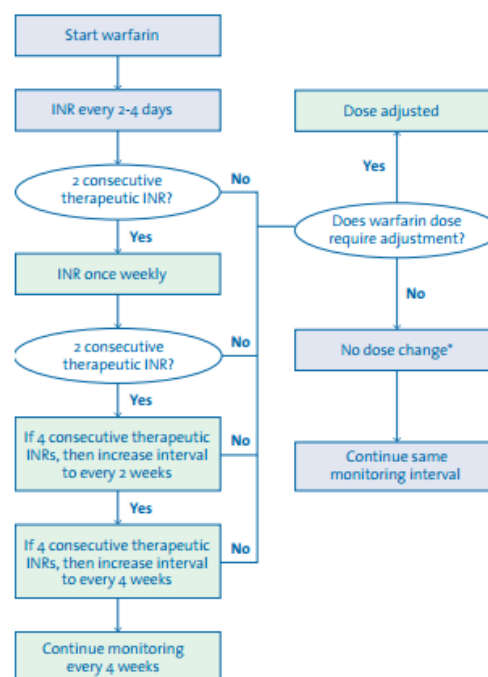 Start warfarin
INR every 2-4 days
2 consecutive
therapeutic INR?
No
Yes
INR once weekly
2 consecutive
therapeutic INR?
No
Yes
If 4 consecutive therapeutic
INRs, then increase interval
to every 2 weeks
No
Yes
If 4 consecutive therapeutic
INRs, then increase interval
to every 4 weeks
No
Continue monitoring
every 4 weeks
Dose adjusted
Yes
Does warfarin dose
require adjustment?
No
No dose change*
Continue same
monitoring interval